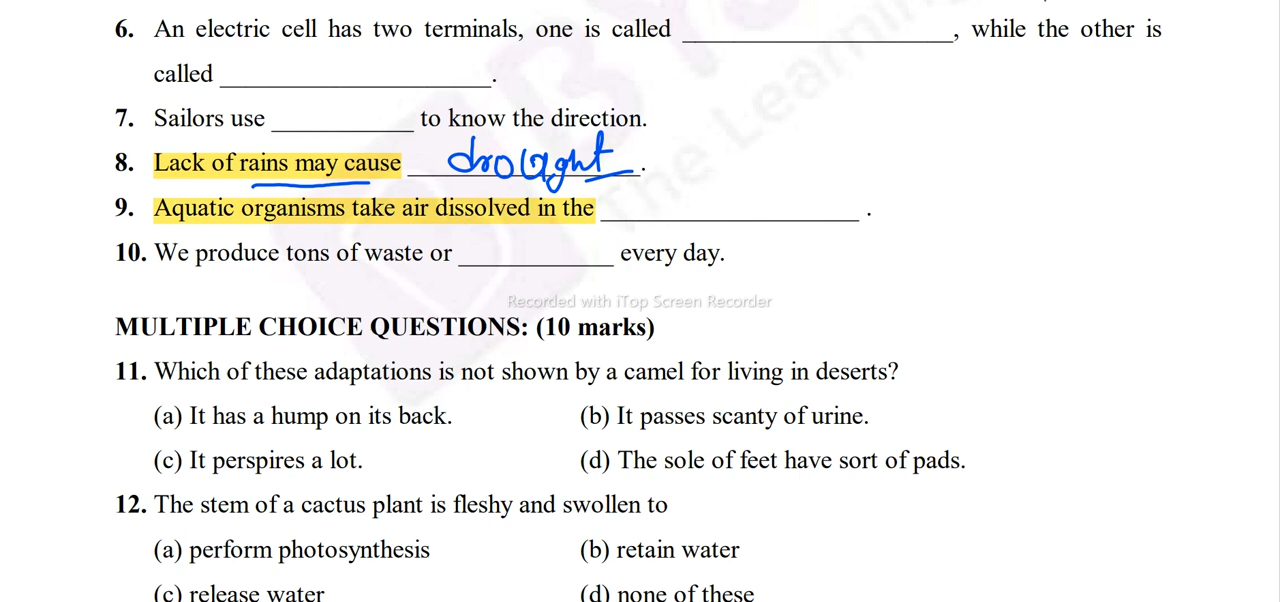 6. An electric cell has two terminals, one is called ____________________, while the other is
called ____________________.
7. Sailors use __________ to know the direction.
8. Lack of rains may cause drought.
9. Aquatic organisms take air dissolved in the ____________________ .
10. We produce tons of waste or ___________ every day.
Recorded with iTop Screen Recorder
MULTIPLE CHOICE QUESTIONS: (10 marks)
11. Which of these adaptations is not shown by a camel for living in deserts?
(a) It has a hump on its back. (b) It passes scanty of urine.
(c) It perspires a lot. (d) The sole of feet have sort of pads.
12. The stem of a cactus plant is fleshy and swollen to
(a) perform photosynthesis (b) retain water
(c) release water (d) none of these